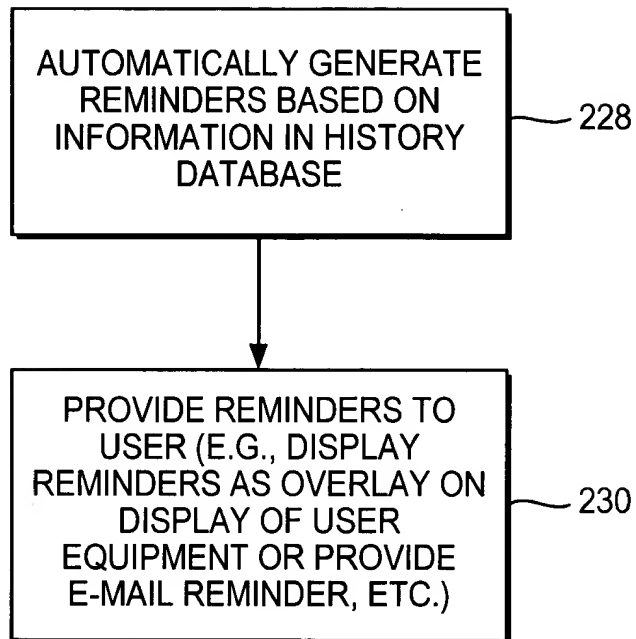 AUTOMATICALLY GENERATE
REMINDERS BASED ON
INFORMATION IN HISTORY
DATABASE
228
PROVIDE REMINDERS TO
USER (E.G., DISPLAY
REMINDERS AS OVERLAY ON
DISPLAY OF USER
EQUIPMENT OR PROVIDE
E-MAIL REMINDER, ETC.)
230